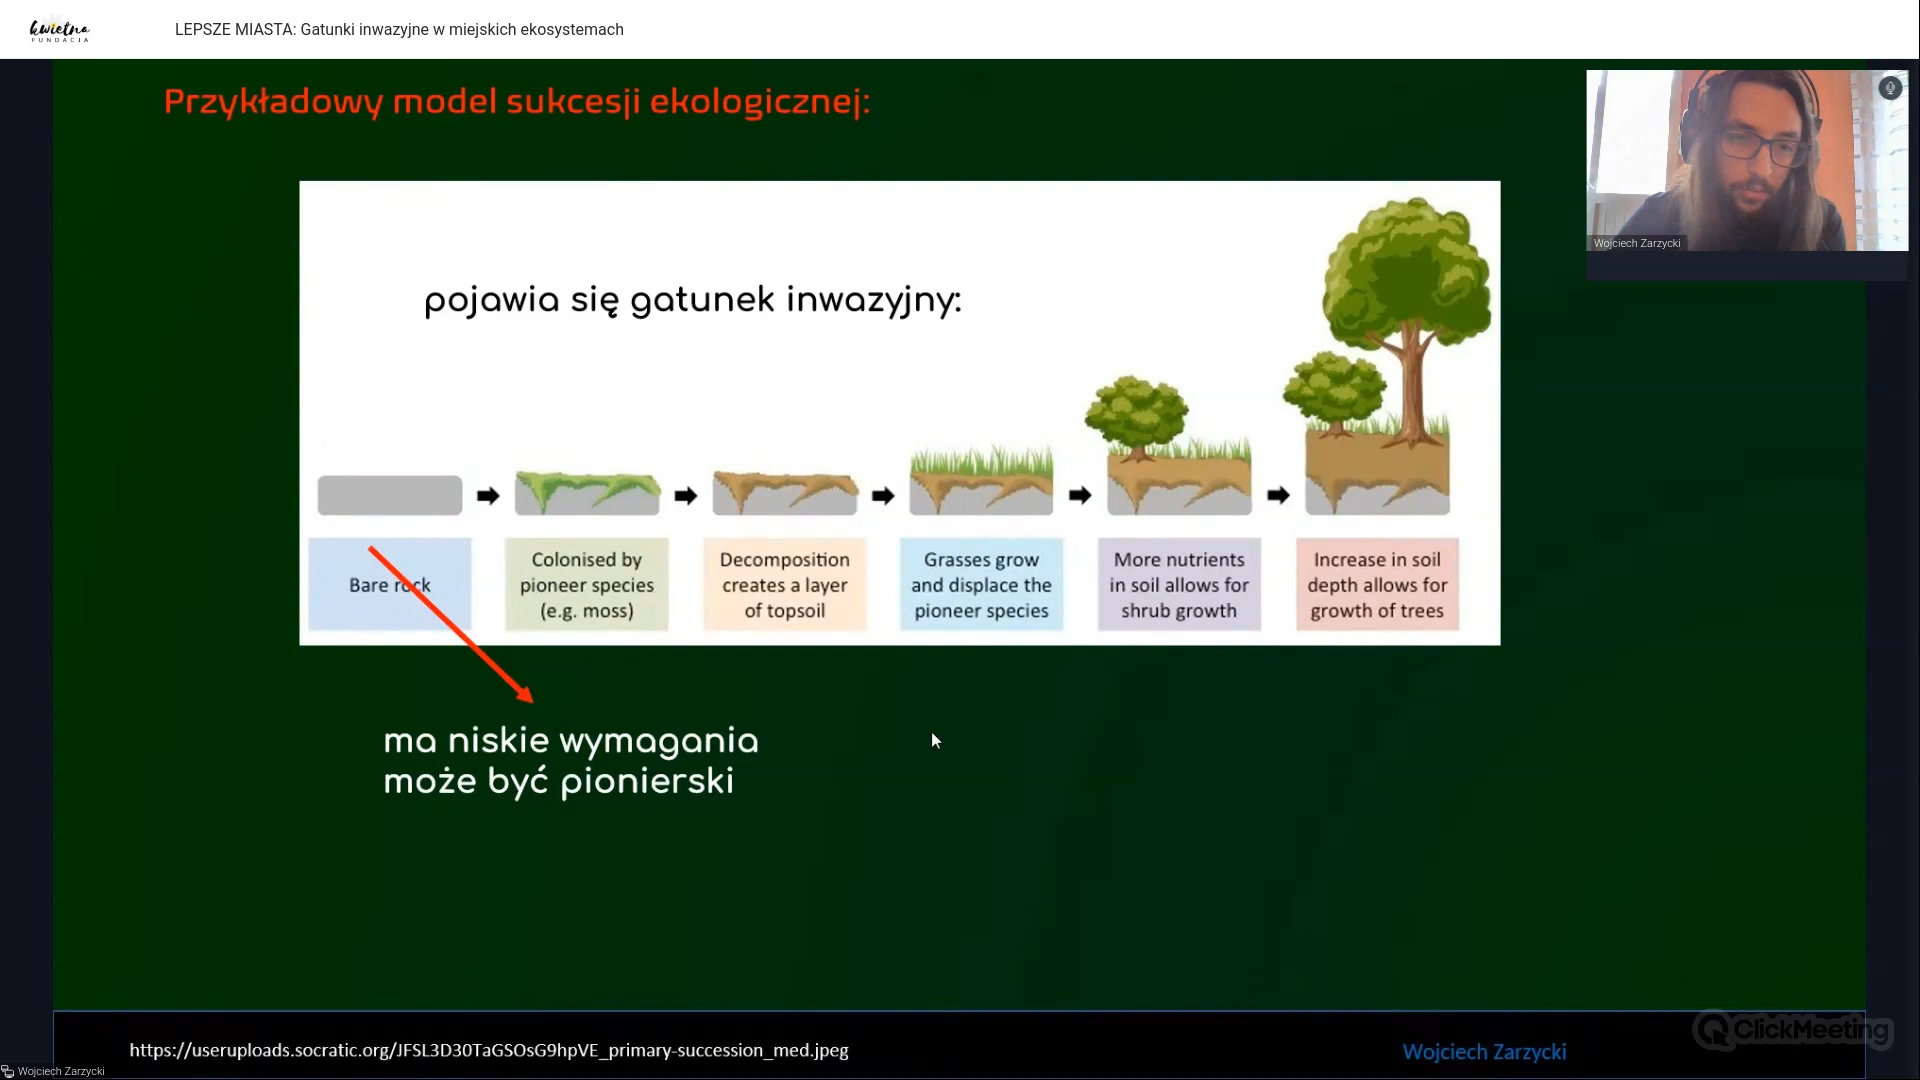 kwietna
FUNDACJA
LEPSZE MIASTA: Gatunki inwazyjne w miejskich ekosystemach
Przykładowy model sukcesji ekologicznej:
Wojciech Zarzycki
pojawia się gatunek inwazyjny:
Bare rock
Colonised by
pioneer species
(e.g. moss)
Decomposition
creates a layer
of topsoil
Grasses grow
and displace the
pioneer species
More nutrients
in soil allows for
shrub growth
Increase in soil
depth allows for
growth of trees
ma niskie wymagania
może być pionierski
https://useruploads.socratic.org/JFSL3D30TaGSOsG9hpVE_primary-succession_med.jpeg
Wojciech Zarzycki
ClickMeeting
Wojciech Zarzycki